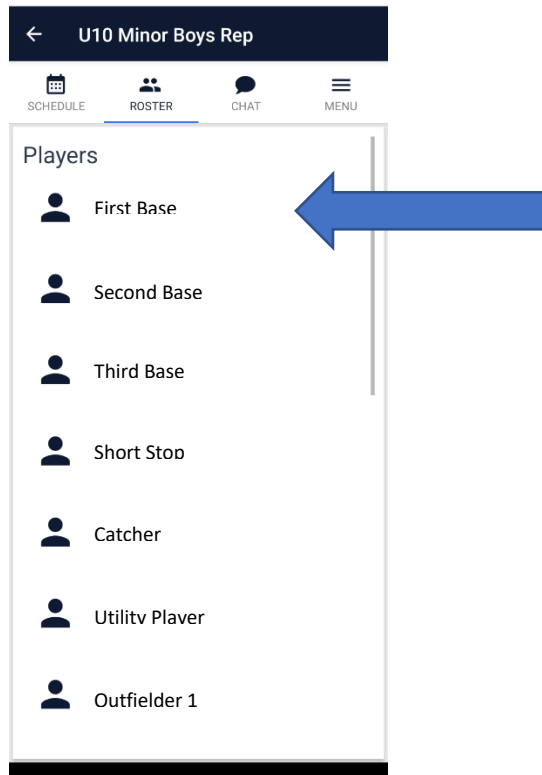 U10 Minor Boys Rep
SCHEDULE ROSTER CHAT MENU
Players
First Base
Second Base
Third Base
Short Stop
Catcher
Utility Player
Outfielder 1